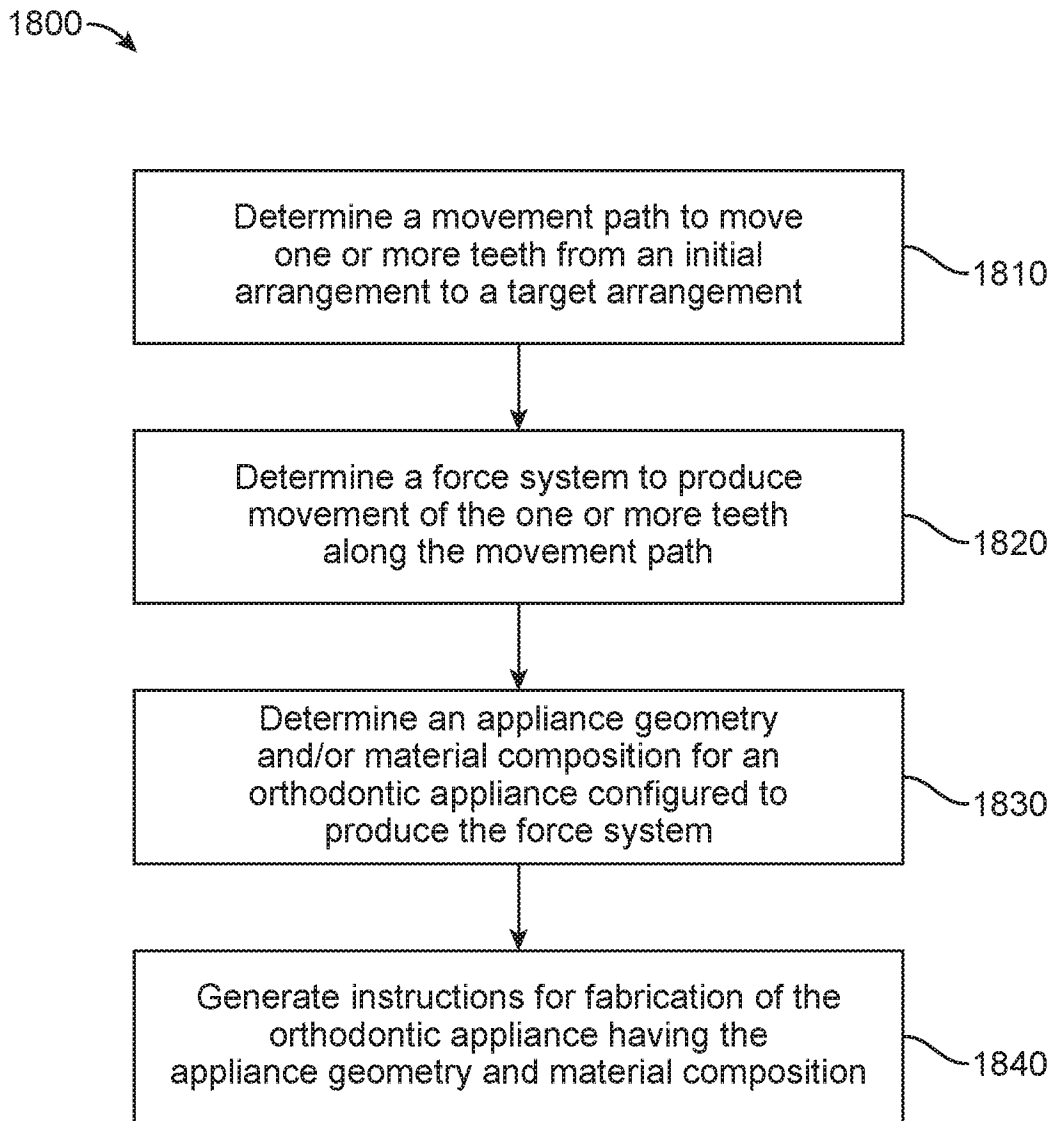 1800
Determine a movement path to move
one or more teeth from an initial
arrangement to a target arrangement
1810
Determine a force system to produce
movement of the one or more teeth
along the movement path
1820
Determine an appliance geometry
and/or material composition for an
orthodontic appliance configured to
produce the force system
1830
Generate instructions for fabrication of the
orthodontic appliance having the
appliance geometry and material composition
1840